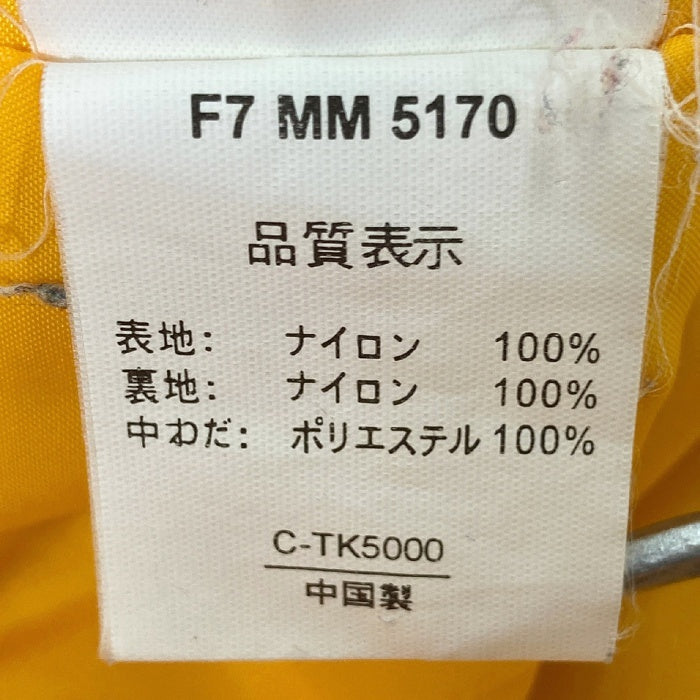 F7 MM 5170
品質表示
表地: ナイロン 100%
裏地: ナイロン 100%
中わだ: ポリエステル 100%
C-TK5000
中国製